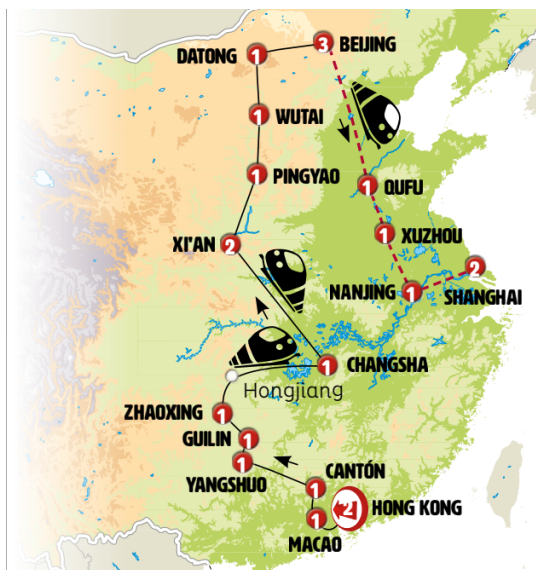 DATONG
1
3
BEIJING
1
WUTAI
1
PINGYAO
1
QUFU
XI'AN
2
1
XUZHOU
2
SHANGHAI
NANJING
1
1
CHANGSHA
Hongjiang
ZHAOXING
1
GUILIN
1
1
YANGSHUO
CANTÓN
1
2
HONG KONG
1
MACAO